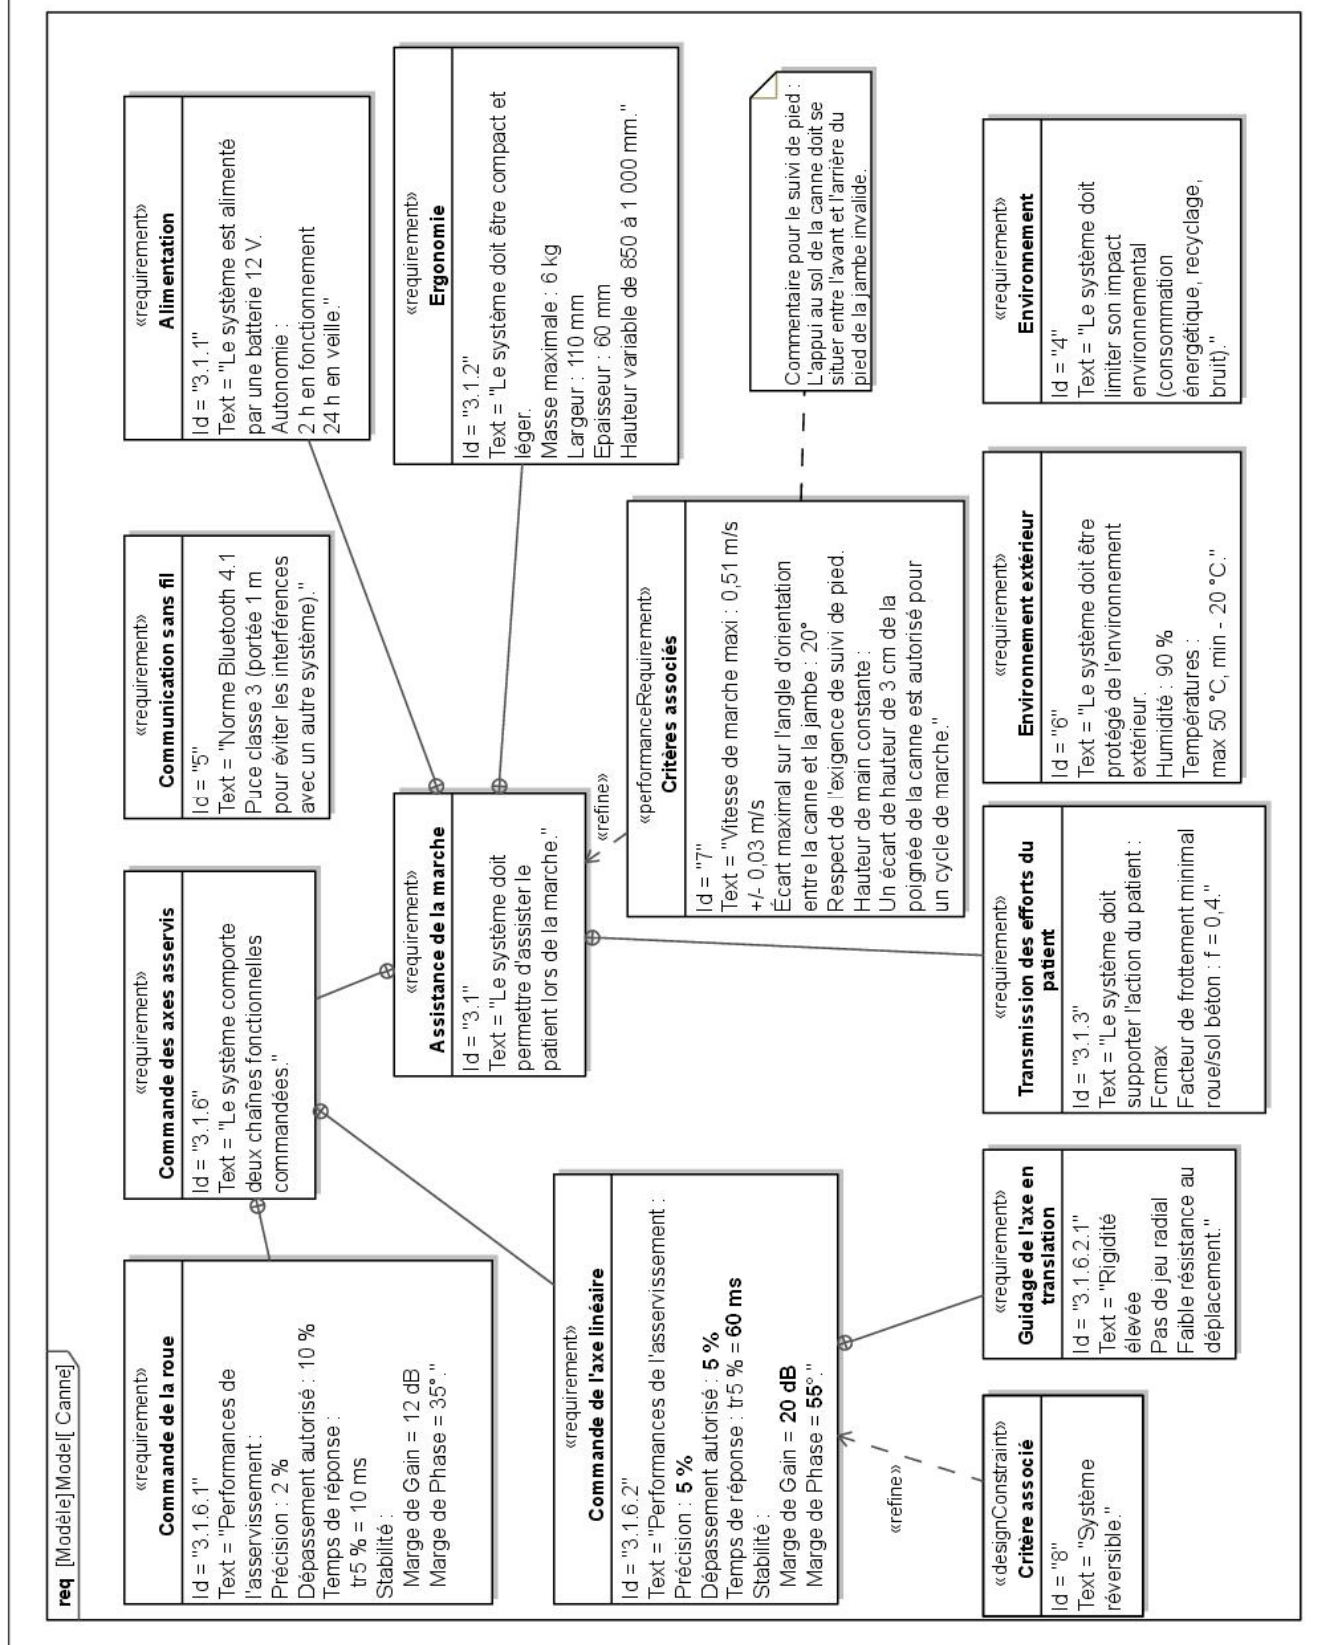 req [Modèle]Model[ Canne]
«requirement»
Commande de la roue
Id = "3.1.6.1"
Text = "Performances de
l'asservissement :
Précision : 2 %
Dépassement autorisé : 10 %
Temps de réponse :
tr5 % = 10 ms
Stabilité :
Marge de Gain = 12 dB
Marge de Phase = 35°."
«requirement»
Commande des axes asservis
Id = "3.1.6"
Text = "Le système comporte
deux chaînes fonctionnelles
commandées."
«requirement»
Communication sans fil
Id = "5"
Text = "Norme Bluetooth 4.1
Puce classe 3 (portée 1 m
pour éviter les interférences
avec un autre système)."
«requirement»
Alimentation
Id = "3.1.1"
Text = "Le système est alimenté
par une batterie 12 V.
Autonomie :
2 h en fonctionnement
24 h en veille."
«requirement»
Assistance de la marche
Id = "3.1"
Text = "Le système doit
permettre d'assister le
patient lors de la marche."
«requirement»
Ergonomie
Id = "3.1.2"
Text = "Le système doit être compact et
léger.
Masse maximale : 6 kg
Largeur : 110 mm
Epaisseur : 60 mm
Hauteur variable de 850 à 1 000 mm."
«requirement»
Commande de l'axe linéaire
Id = "3.1.6.2"
Text = "Performances de l'asservissement :
Précision : 5 %
Dépassement autorisé : 5 %
Temps de réponse : tr5 % = 60 ms
Stabilité :
Marge de Gain = 20 dB
Marge de Phase = 55°."
«refine»
«performanceRequirement»
Critères associés
Id = "7"
Text = "Vitesse de marche maxi : 0,51 m/s
+/- 0,03 m/s
Écart maximal sur l'angle d'orientation
entre la canne et la jambe : 20°
Respect de l'exigence de suivi de pied.
Hauteur de main constante :
Un écart de hauteur de 3 cm de la
poignée de la canne est autorisé pour
un cycle de marche."
Commentaire pour le suivi de pied :
L'appui au sol de la canne doit se
situer entre l'avant et l'arrière du
pied de la jambe invalide.
«refine»
«designConstraint»
Critère associé
Id = "8"
Text = "Système
réversible."
«requirement»
Guidage de l'axe en
translation
Id = "3.1.6.2.1"
Text = "Rigidité
élevée
Pas de jeu radial
Faible résistance au
déplacement."
«requirement»
Transmission des efforts du
patient
Id = "3.1.3"
Text = "Le système doit
supporter l'action du patient :
Fcmax
Facteur de frottement minimal
roue/sol béton : f = 0,4."
«requirement»
Environnement extérieur
Id = "6"
Text = "Le système doit être
protégé de l'environnement
extérieur.
Humidité : 90 %
Températures :
max 50 °C, min - 20 °C."
«requirement»
Environnement
Id = "4"
Text = "Le système doit
limiter son impact
environnemental
(consommation
énergétique, recyclage,
bruit)."